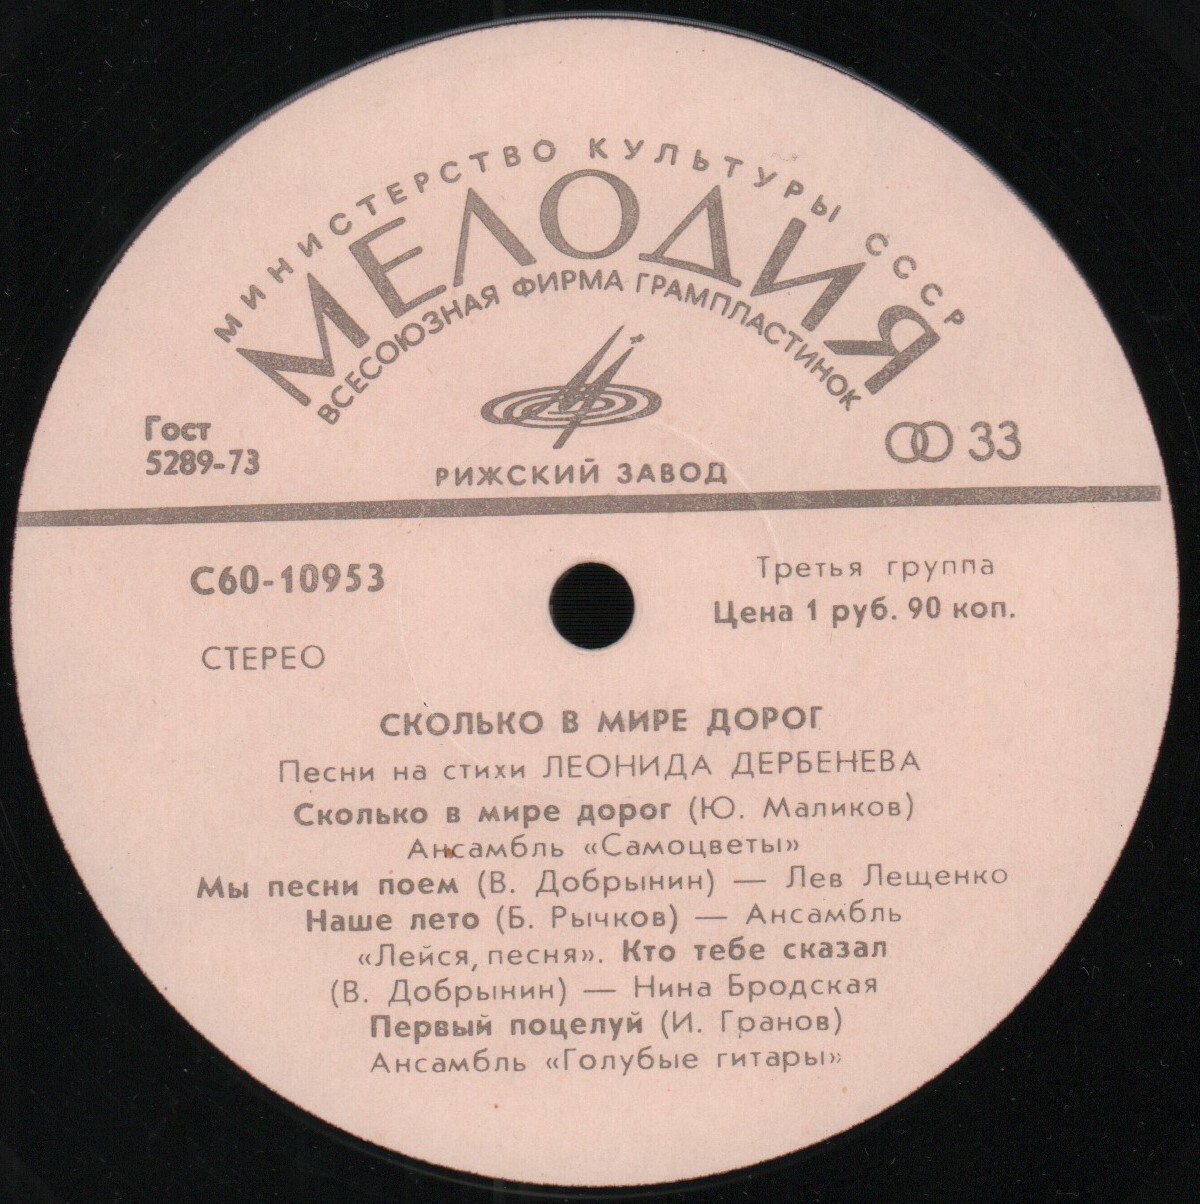 МИНИСТЕРСТВО КУЛЬТУРЫ СССР
МЕЛОДИЯ
ВСЕСОЮЗНАЯ ФИРМА ГРАМПЛАСТИНОК
Гост
5289-73
33
РИЖСКИЙ ЗАВОД
С60-10953
Третья группа
Цена 1 руб. 90 коп.
СТЕРЕО
СКОЛЬКО В МИРЕ ДОРОГ
Песни на стихи ЛЕОНИДА ДЕРБЕНЕВА
Сколько в мире дорог (Ю. Маликов)
Ансамбль «Самоцветы»
Мы песни поем (В. Добрынин) — Лев Лещенко
Наше лето (Б. Рычков) — Ансамбль
«Лейся, песня». Кто тебе сказал
(В. Добрынин) — Нина Бродская
Первый поцелуй (И. Гранов)
Ансамбль «Голубые гитары»